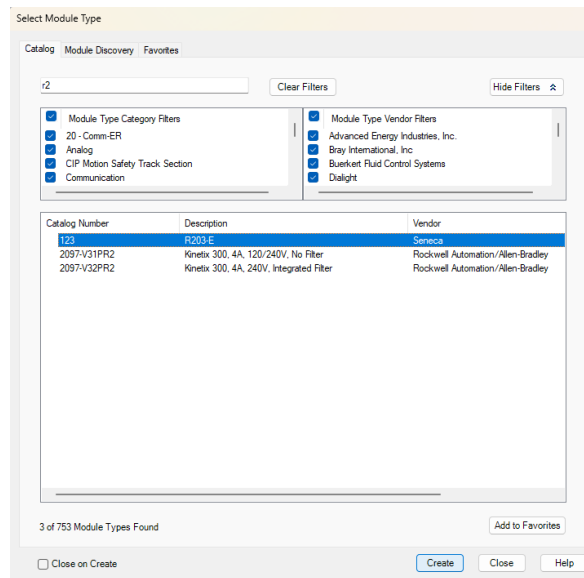 Select Module Type
Catalog Module Discovery Favorites
r2 Clear Filters Hide Filters
Module Type Category Filters Module Type Vendor Filters
20 - Comm-ER Advanced Energy Industries, Inc.
Analog Bray International, Inc
CIP Motion Safety Track Section Buerkert Fluid Control Systems
Communication Dialight
Catalog Number Description Vendor
123 R203-E Seneca
2097-V31PR2 Kinetix 300, 4A, 120/240V, No Filter Rockwell Automation/Allen-Bradley
2097-V32PR2 Kinetix 300, 4A, 240V, Integrated Filter Rockwell Automation/Allen-Bradley
3 of 753 Module Types Found Add to Favorites
Close on Create Create Close Help